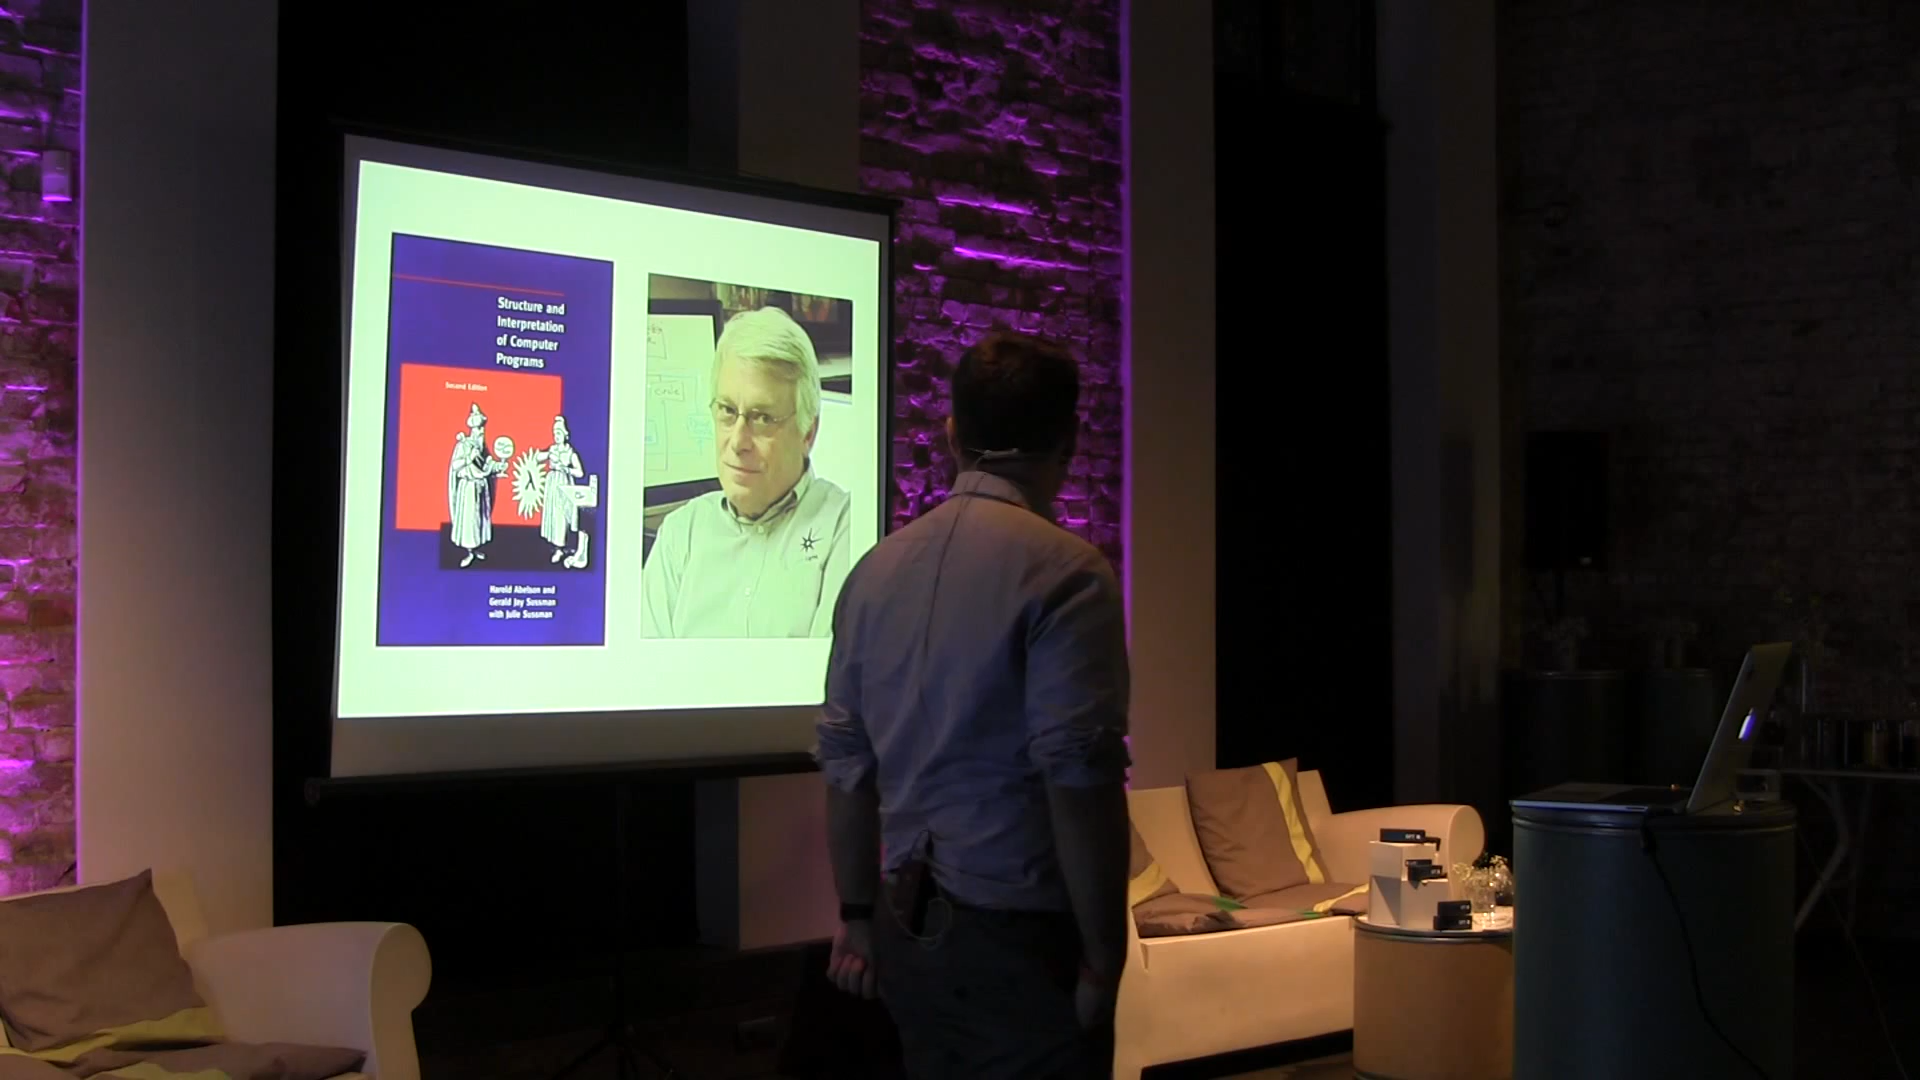 Structure and
Interpretation
of Computer
Programs
Second Edition
Harold Abelson and
Gerald Jay Sussman
with Julie Sussman